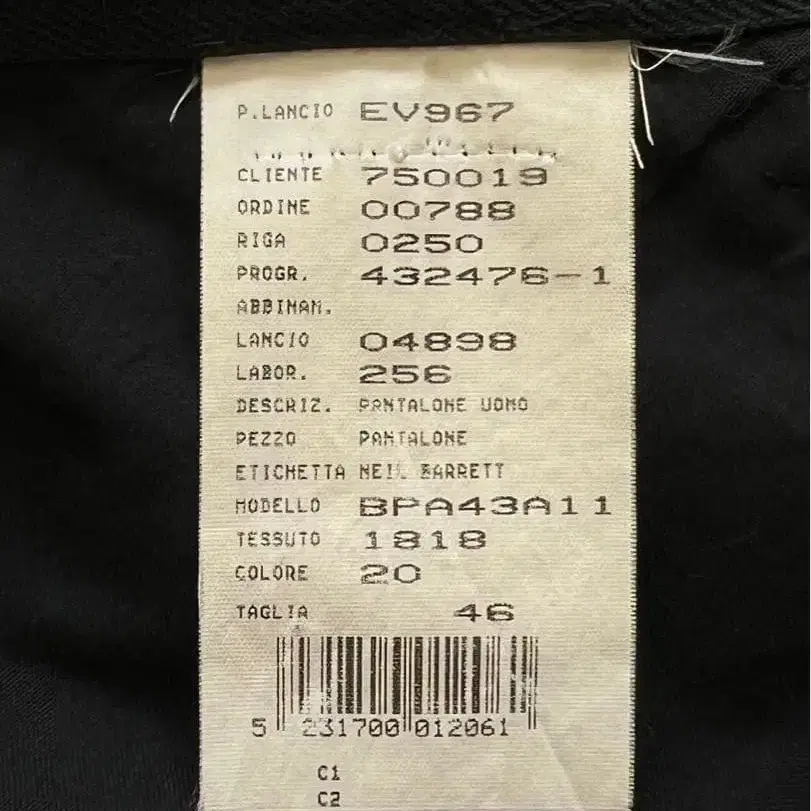 P.LANCIO EV967
CLIENTE 750019
ORDINE 00788
RIGA 0250
PROGR. 432476-1
ABBINAM.
LANCIO 04898
LABOR. 256
DESCRIZ. PANTALONE UOMO
PEZZO PANTALONE
ETICHETTA NEIL BARRETT
MODELLO BPA43A11
TESSUTO 1818
COLORE 20
TAGLIA 46
5 231700 012061
C1
C2